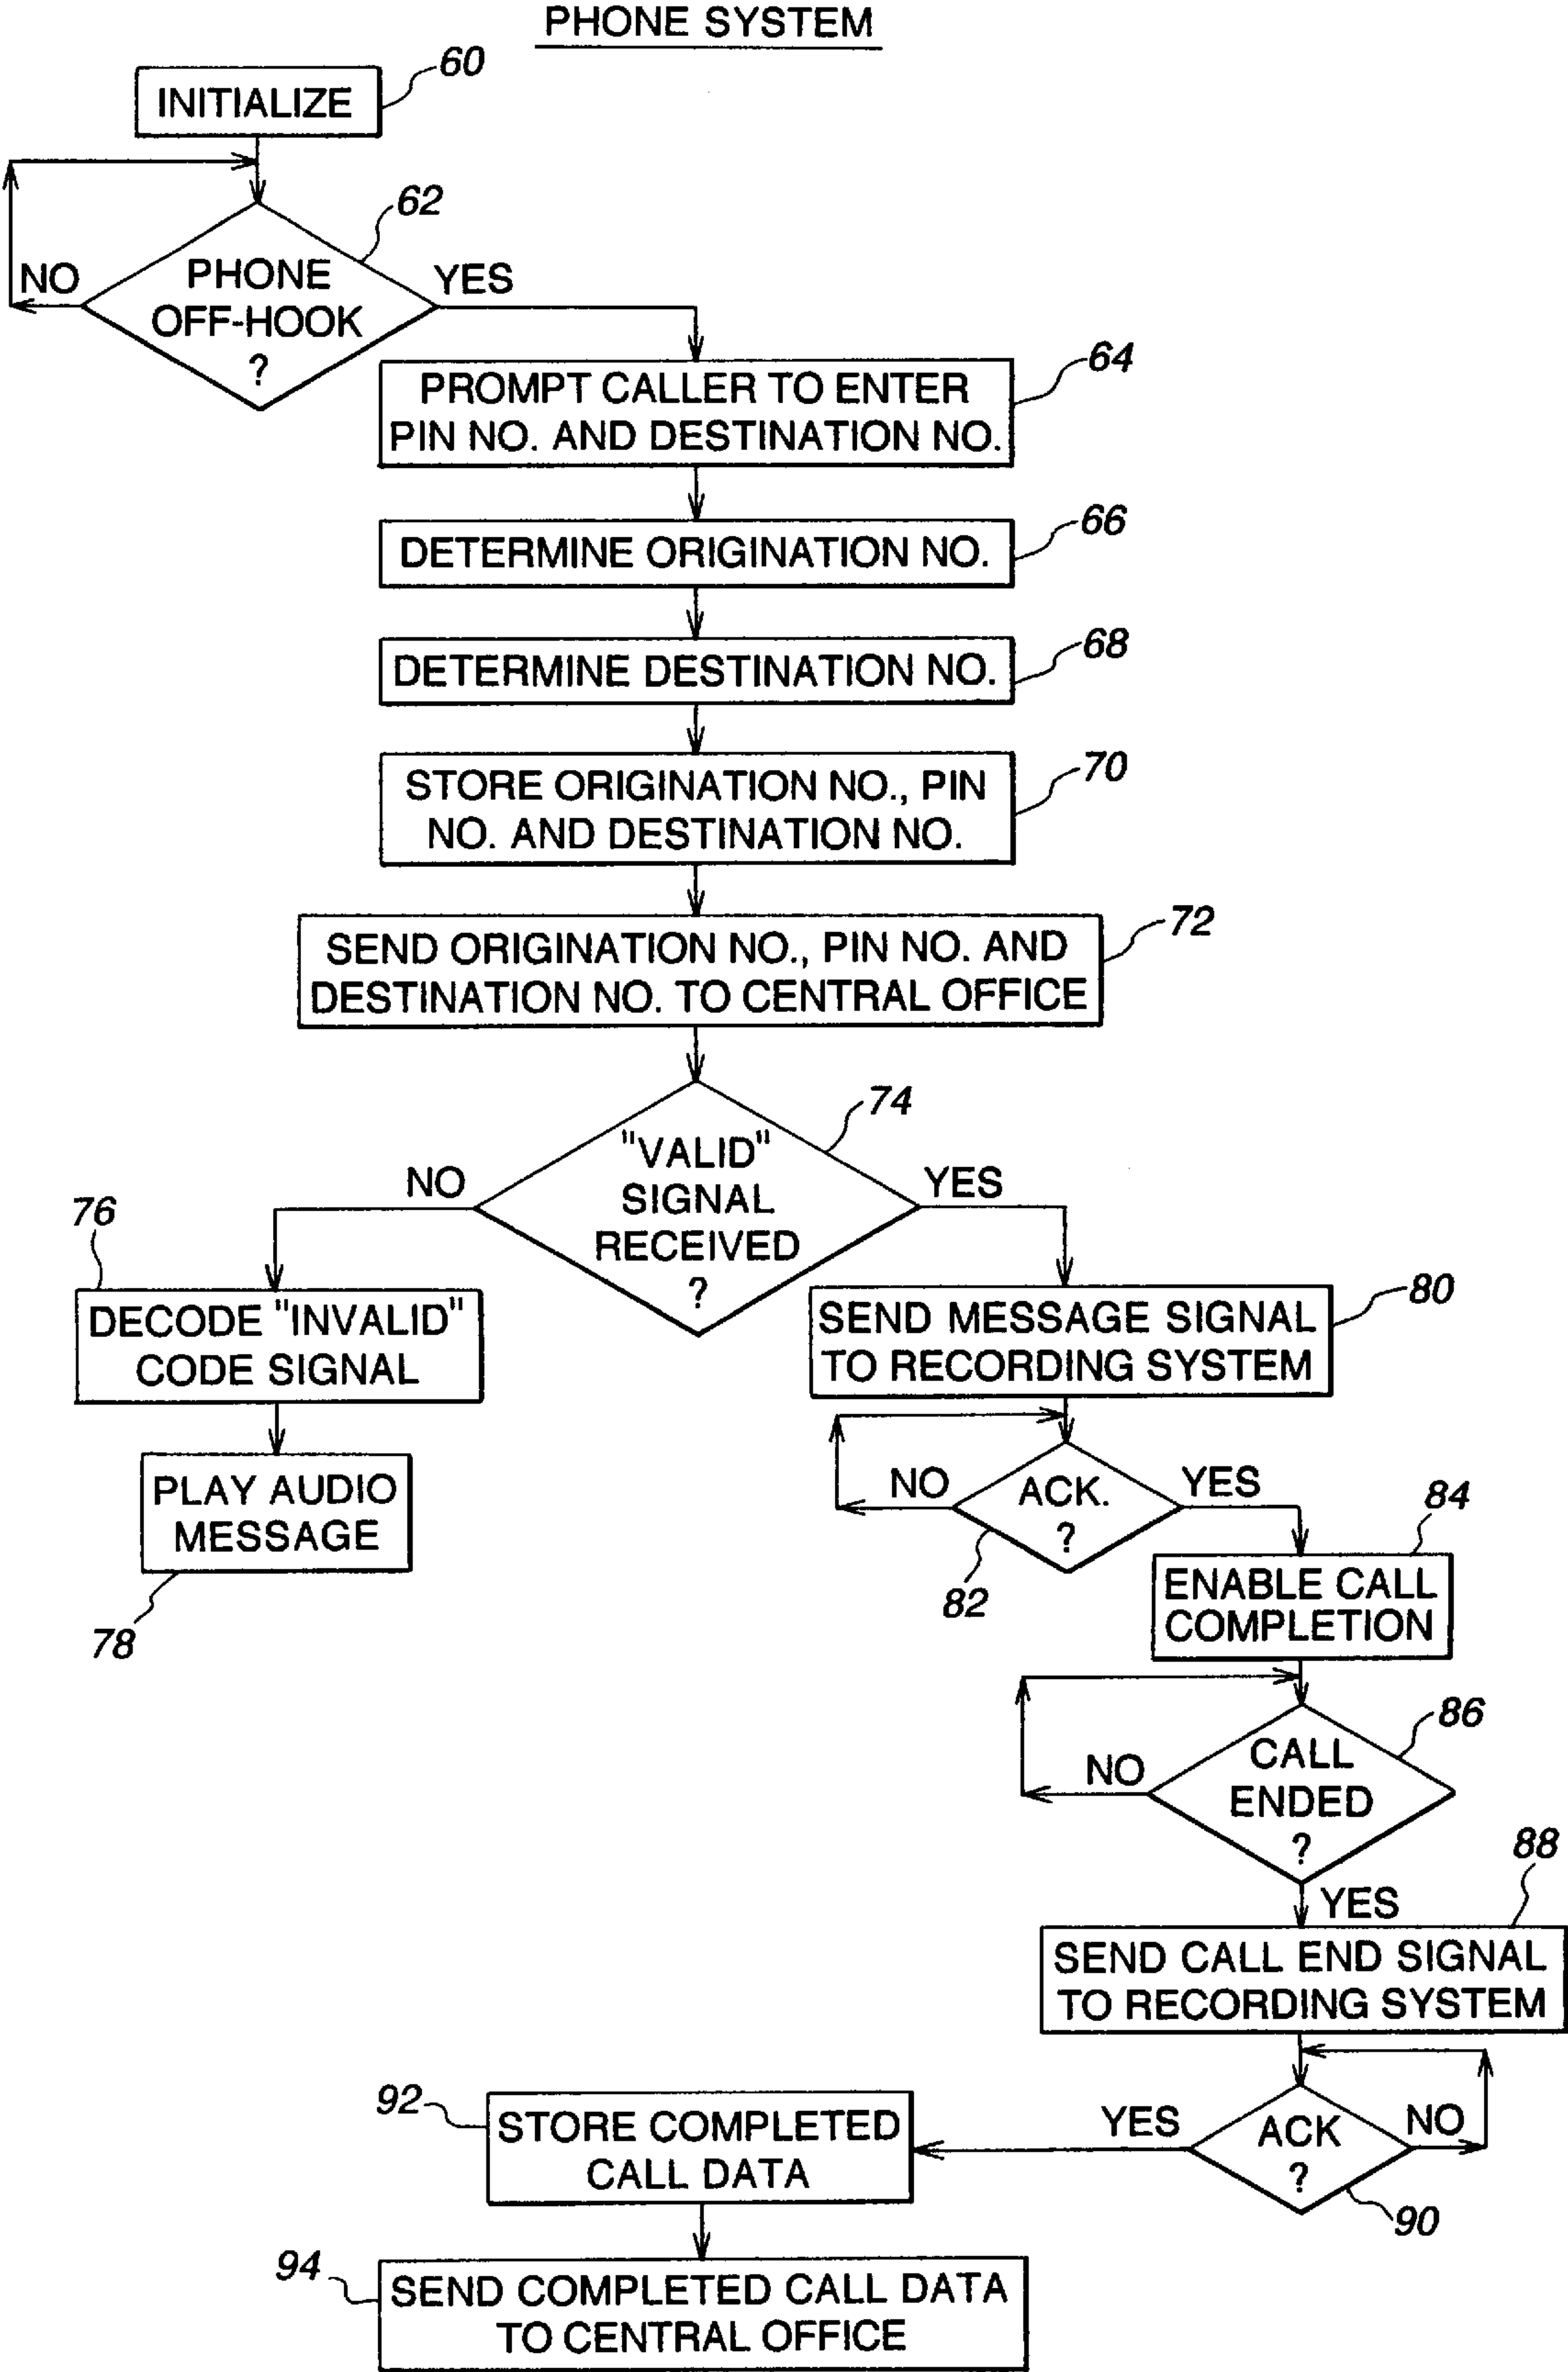 PHONE SYSTEM
INITIALIZE
60
PHONE
OFF-HOOK
?
62
NO
YES
PROMPT CALLER TO ENTER
PIN NO. AND DESTINATION NO.
64
DETERMINE ORIGINATION NO.
66
DETERMINE DESTINATION NO.
68
STORE ORIGINATION NO., PIN
NO. AND DESTINATION NO.
70
SEND ORIGINATION NO., PIN NO. AND
DESTINATION NO. TO CENTRAL OFFICE
72
"VALID"
SIGNAL
RECEIVED
?
74
NO
YES
76
DECODE "INVALID"
CODE SIGNAL
PLAY AUDIO
MESSAGE
78
SEND MESSAGE SIGNAL
TO RECORDING SYSTEM
80
ACK.
?
NO
YES
82
84
ENABLE CALL
COMPLETION
CALL
ENDED
?
86
NO
YES
88
SEND CALL END SIGNAL
TO RECORDING SYSTEM
ACK
?
YES
NO
90
92
STORE COMPLETED
CALL DATA
94
SEND COMPLETED CALL DATA
TO CENTRAL OFFICE